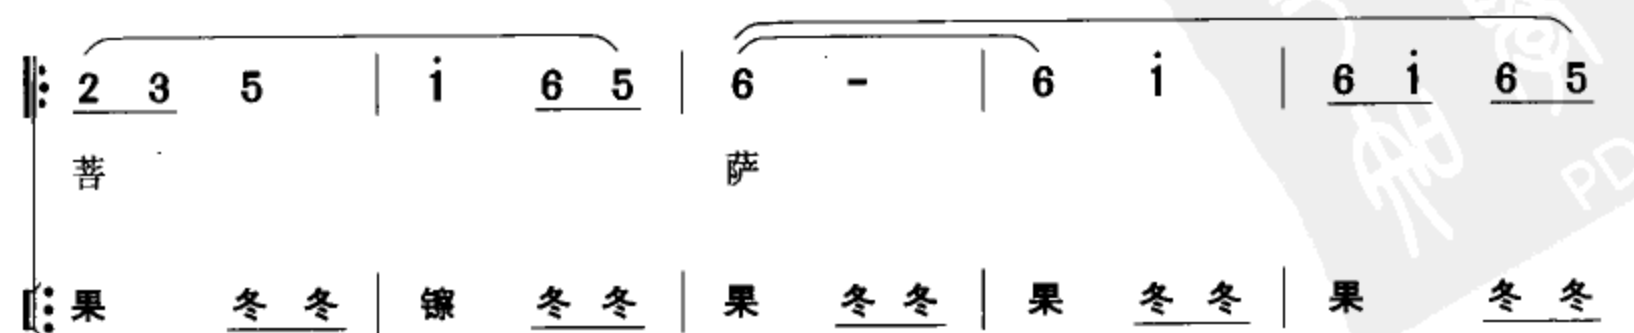 2 3 5 | i 6 5 | 6 - | 6 i | 6 i 6 5
菩 萨
果 冬 冬 | 镲 冬 冬 | 果 冬 冬 | 果 冬 冬 | 果 冬 冬
PD